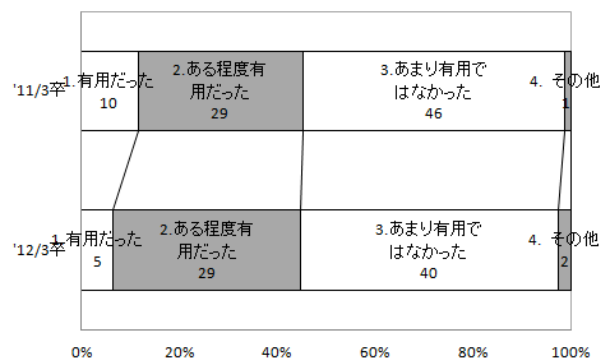 '11/3卒
1.有用だった
10
2.ある程度有
用だった
29
3.あまり有用で
はなかった
46
4. その他
1
'12/3卒
1.有用だった
5
2.ある程度有
用だった
29
3.あまり有用で
はなかった
40
4. その他
2
0% 20% 40% 60% 80% 100%